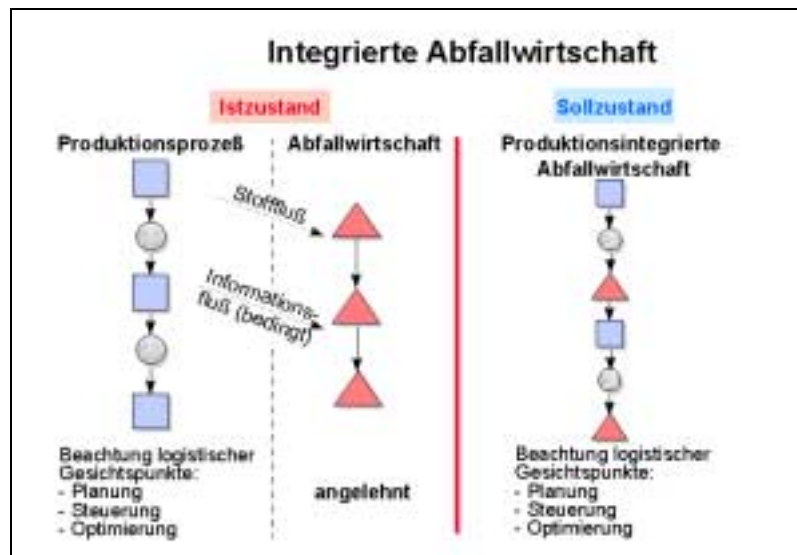 Integrierte Abfallwirtschaft
Istzustand
Sollzustand
Produktionsprozeß
Abfallwirtschaft
Produktionsintegrierte
Abfallwirtschaft
Stofffluß
Informations-
fluß (bedingt)
Beachtung logistischer
Gesichtspunkte:
- Planung
- Steuerung
- Optimierung
angelehnt
Beachtung logistischer
Gesichtspunkte:
- Planung
- Steuerung
- Optimierung